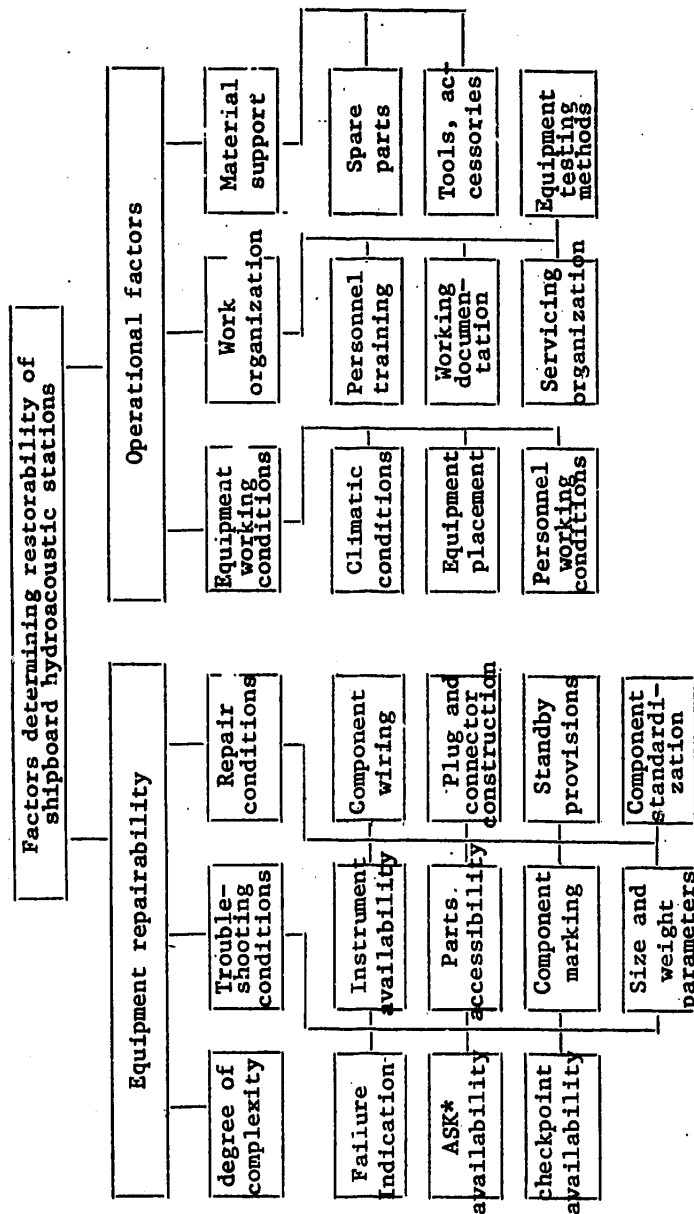 Factors determining restorability of
shipboard hydroacoustic stations
Equipment repairability
Operational factors
degree of
complexity
Trouble-
shooting
conditions
Repair
conditions
Equipment
working
conditions
Work
organization
Material
support
Failure
Indication
Instrument
availability
Component
wiring
Climatic
conditions
Personnel
training
Spare
parts
ASK*
availability
Parts
accessibility
Plug and
connector
construction
Equipment
placement
Working
documen-
tation
Tools, ac-
cessories
checkpoint
availability
Component
marking
Standby
provisions
Personnel
working
conditions
Servicing
organization
Equipment
testing
methods
Size and
weight
parameters
Component
standardi-
zation